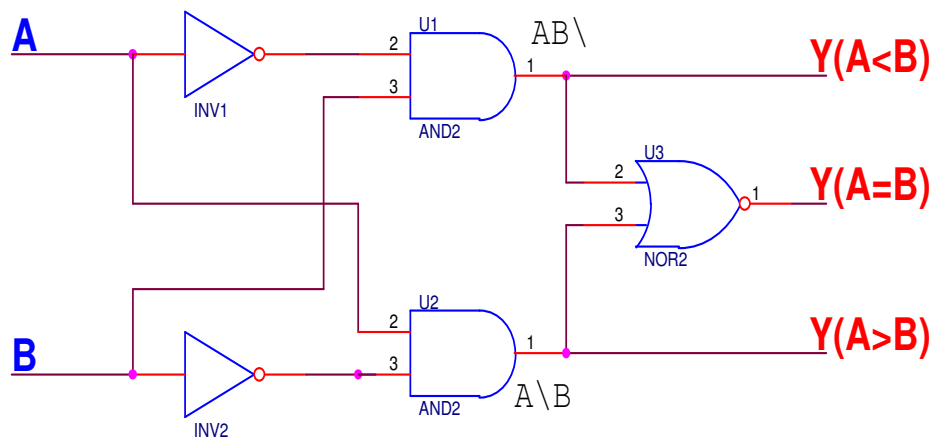 A
INV1
2
3
U1
AND2
1
AB\
Y(A<B)
2
3
U3
NOR2
1
Y(A=B)
B
INV2
2
3
U2
AND2
1
A\B
Y(A>B)